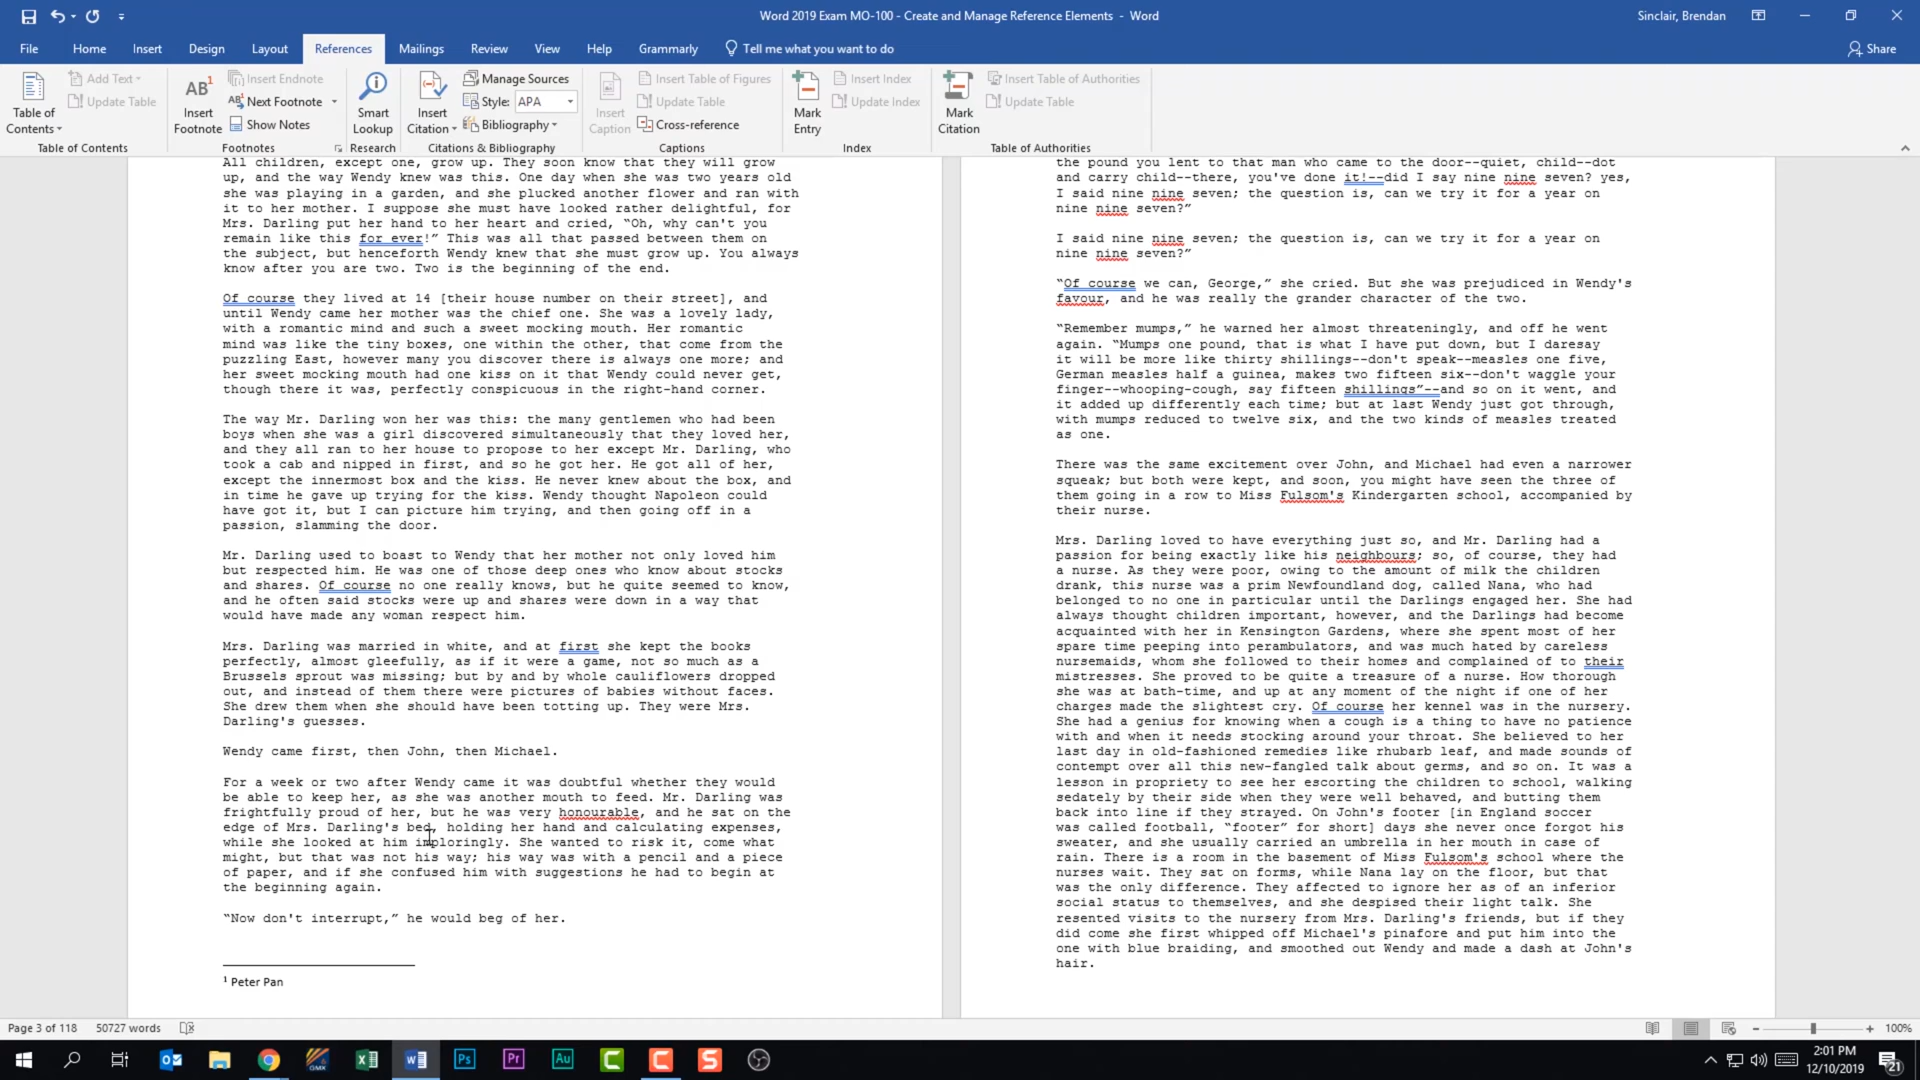 Word 2019 Exam MO-100 - Create and Manage Reference Elements - Word
Sinclair, Brendan
File Home Insert Design Layout References Mailings Review View Help Grammarly Tell me what you want to do Share
Table of Contents
Add Text
Update Table
Table of Contents
AB¹ Insert Footnote
Insert Endnote
Next Footnote
Show Notes
Footnotes
Smart Lookup
Research
Insert Citation
Manage Sources
Style: APA
Bibliography
Citations & Bibliography
Insert Caption
Insert Table of Figures
Update Table
Cross-reference
Captions
Mark Entry
Insert Index
Update Index
Index
Mark Citation
Insert Table of Authorities
Update Table
Table of Authorities
All children, except one, grow up. They soon know that they will grow
up, and the way Wendy knew was this. One day when she was two years old
she was playing in a garden, and she plucked another flower and ran with
it to her mother. I suppose she must have looked rather delightful, for
Mrs. Darling put her hand to her heart and cried, “Oh, why can't you
remain like this for ever!” This was all that passed between them on
the subject, but henceforth Wendy knew that she must grow up. You always
know after you are two. Two is the beginning of the end.
Of course they lived at 14 [their house number on their street], and
until Wendy came her mother was the chief one. She was a lovely lady,
with a romantic mind and such a sweet mocking mouth. Her romantic
mind was like the tiny boxes, one within the other, that come from the
puzzling East, however many you discover there is always one more; and
her sweet mocking mouth had one kiss on it that Wendy could never get,
though there it was, perfectly conspicuous in the right-hand corner.
The way Mr. Darling won her was this: the many gentlemen who had been
boys when she was a girl discovered simultaneously that they loved her,
and they all ran to her house to propose to her except Mr. Darling, who
took a cab and nipped in first, and so he got her. He got all of her,
except the innermost box and the kiss. He never knew about the box, and
in time he gave up trying for the kiss. Wendy thought Napoleon could
have got it, but I can picture him trying, and then going off in a
passion, slamming the door.
Mr. Darling used to boast to Wendy that her mother not only loved him
but respected him. He was one of those deep ones who know about stocks
and shares. Of course no one really knows, but he quite seemed to know,
and he often said stocks were up and shares were down in a way that
would have made any woman respect him.
Mrs. Darling was married in white, and at first she kept the books
perfectly, almost gleefully, as if it were a game, not so much as a
Brussels sprout was missing; but by and by whole cauliflowers dropped
out, and instead of them there were pictures of babies without faces.
She drew them when she should have been totting up. They were Mrs.
Darling's guesses.
Wendy came first, then John, then Michael.
For a week or two after Wendy came it was doubtful whether they would
be able to keep her, as she was another mouth to feed. Mr. Darling was
frightfully proud of her, but he was very honourable, and he sat on the
edge of Mrs. Darling's bed, holding her hand and calculating expenses,
while she looked at him imploringly. She wanted to risk it, come what
might, but that was not his way; his way was with a pencil and a piece
of paper, and if she confused him with suggestions he had to begin at
the beginning again.
“Now don't interrupt,” he would beg of her.
¹ Peter Pan
the pound you lent to that man who came to the door--quiet, child--dot
and carry child--there, you've done it!--did I say nine nine seven? yes,
I said nine nine seven; the question is, can we try it for a year on
nine nine seven?”
I said nine nine seven; the question is, can we try it for a year on
nine nine seven?”
“Of course we can, George,” she cried. But she was prejudiced in Wendy's
favour, and he was really the grander character of the two.
“Remember mumps,” he warned her almost threateningly, and off he went
again. “Mumps one pound, that is what I have put down, but I daresay
it will be more like thirty shillings--don't speak--measles one five,
German measles half a guinea, makes two fifteen six--don't waggle your
finger--whooping-cough, say fifteen shillings”--and so on it went, and
it added up differently each time; but at last Wendy just got through,
with mumps reduced to twelve six, and the two kinds of measles treated
as one.
There was the same excitement over John, and Michael had even a narrower
squeak; but both were kept, and soon, you might have seen the three of
them going in a row to Miss Fulsom's Kindergarten school, accompanied by
their nurse.
Mrs. Darling loved to have everything just so, and Mr. Darling had a
passion for being exactly like his neighbours; so, of course, they had
a nurse. As they were poor, owing to the amount of milk the children
drank, this nurse was a prim Newfoundland dog, called Nana, who had
belonged to no one in particular until the Darlings engaged her. She had
always thought children important, however, and the Darlings had become
acquainted with her in Kensington Gardens, where she spent most of her
spare time peeping into perambulators, and was much hated by careless
nursemaids, whom she followed to their homes and complained of to their
mistresses. She proved to be quite a treasure of a nurse. How thorough
she was at bath-time, and up at any moment of the night if one of her
charges made the slightest cry. Of course her kennel was in the nursery.
She had a genius for knowing when a cough is a thing to have no patience
with and when it needs stocking around your throat. She believed to her
last day in old-fashioned remedies like rhubarb leaf, and made sounds of
contempt over all this new-fangled talk about germs, and so on. It was a
lesson in propriety to see her escorting the children to school, walking
sedately by their side when they were well behaved, and butting them
back into line if they strayed. On John's footer [in England soccer
was called football, “footer” for short] days she never once forgot his
sweater, and she usually carried an umbrella in her mouth in case of
rain. There is a room in the basement of Miss Fulsom's school where the
nurses wait. They sat on forms, while Nana lay on the floor, but that
was the only difference. They affected to ignore her as of an inferior
social status to themselves, and she despised their light talk. She
resented visits to the nursery from Mrs. Darling's friends, but if they
did come she first whipped off Michael's pinafore and put him into the
one with blue braiding, and smoothed out Wendy and made a dash at John's
hair.
Page 3 of 118 50727 words 100%
Ps Pr Au
2:01 PM
12/10/2019
21